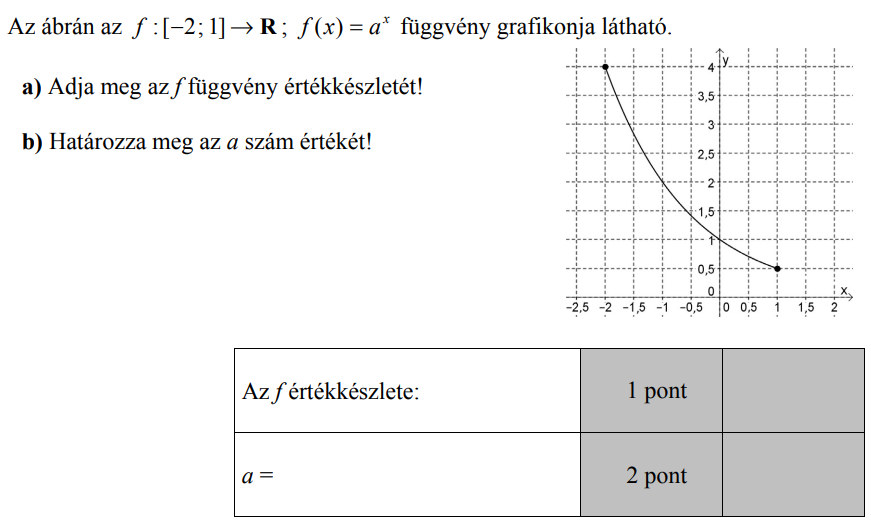 Az ábrán az f : [−2; 1] → R ; f(x) = aˣ függvény grafikonja látható.
a) Adja meg az f függvény értékkészletét!
b) Határozza meg az a szám értékét!
y
4
3,5
3
2,5
2
1,5
1
0,5
0
x
−2,5 −2 −1,5 −1 −0,5 0 0,5 1 1,5 2
Az f értékkészlete: 1 pont
a = 2 pont